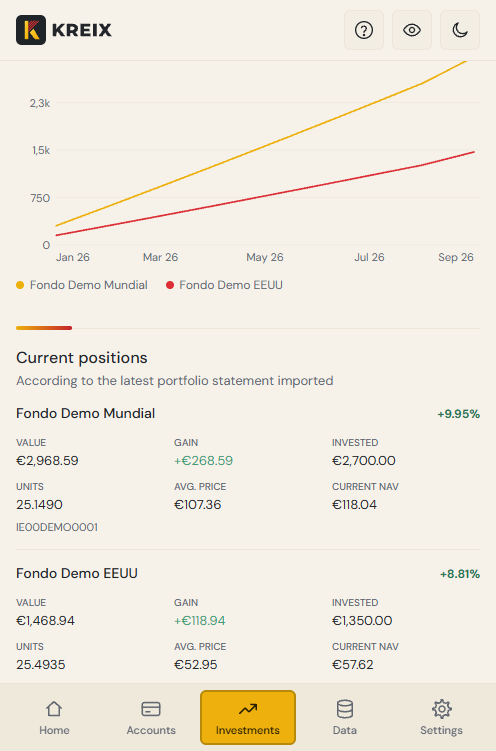 KREIX
2,3k
1,5k
750
0
Jan 26 Mar 26 May 26 Jul 26 Sep 26
Fondo Demo Mundial Fondo Demo EEUU
Current positions
According to the latest portfolio statement imported
Fondo Demo Mundial +9.95%
VALUE GAIN INVESTED
€2,968.59 +€268.59 €2,700.00
UNITS AVG. PRICE CURRENT NAV
25.1490 €107.36 €118.04
IE00DEMO0001
Fondo Demo EEUU +8.81%
VALUE GAIN INVESTED
€1,468.94 +€118.94 €1,350.00
UNITS AVG. PRICE CURRENT NAV
25.4935 €52.95 €57.62
Home Accounts Investments Data Settings